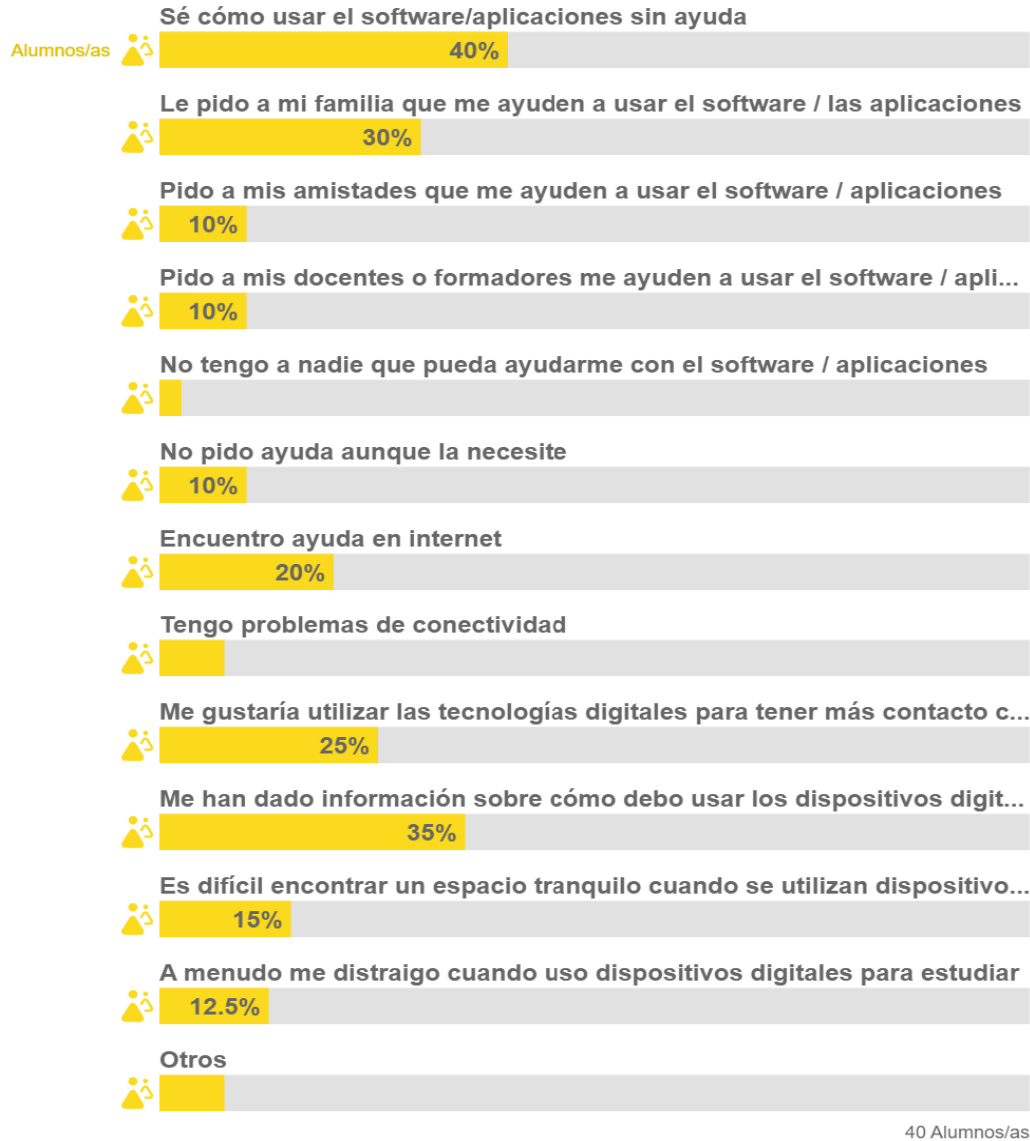 Sé cómo usar el software/aplicaciones sin ayuda
Alumnos/as
40%
Le pido a mi familia que me ayuden a usar el software / las aplicaciones
30%
Pido a mis amistades que me ayuden a usar el software / aplicaciones
10%
Pido a mis docentes o formadores me ayuden a usar el software / apli...
10%
No tengo a nadie que pueda ayudarme con el software / aplicaciones
No pido ayuda aunque la necesite
10%
Encuentro ayuda en internet
20%
Tengo problemas de conectividad
Me gustaría utilizar las tecnologías digitales para tener más contacto c...
25%
Me han dado información sobre cómo debo usar los dispositivos digit...
35%
Es difícil encontrar un espacio tranquilo cuando se utilizan dispositivo...
15%
A menudo me distraigo cuando uso dispositivos digitales para estudiar
12.5%
Otros
40 Alumnos/as